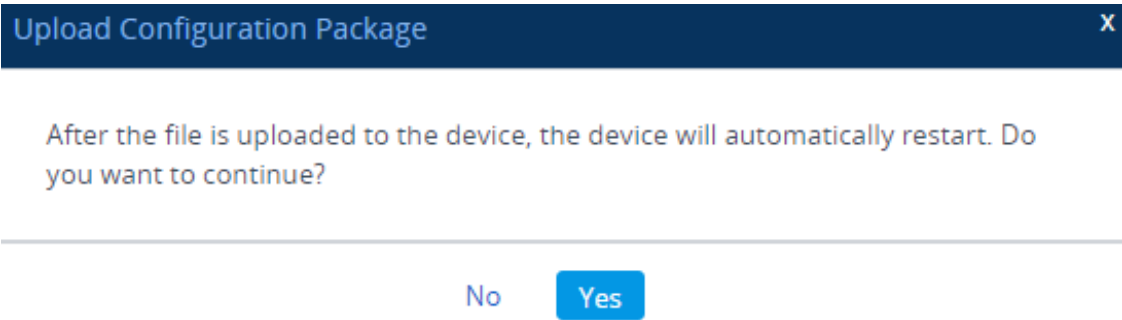 Upload Configuration Package
X
After the file is uploaded to the device, the device will automatically restart. Do
you want to continue?
No
Yes